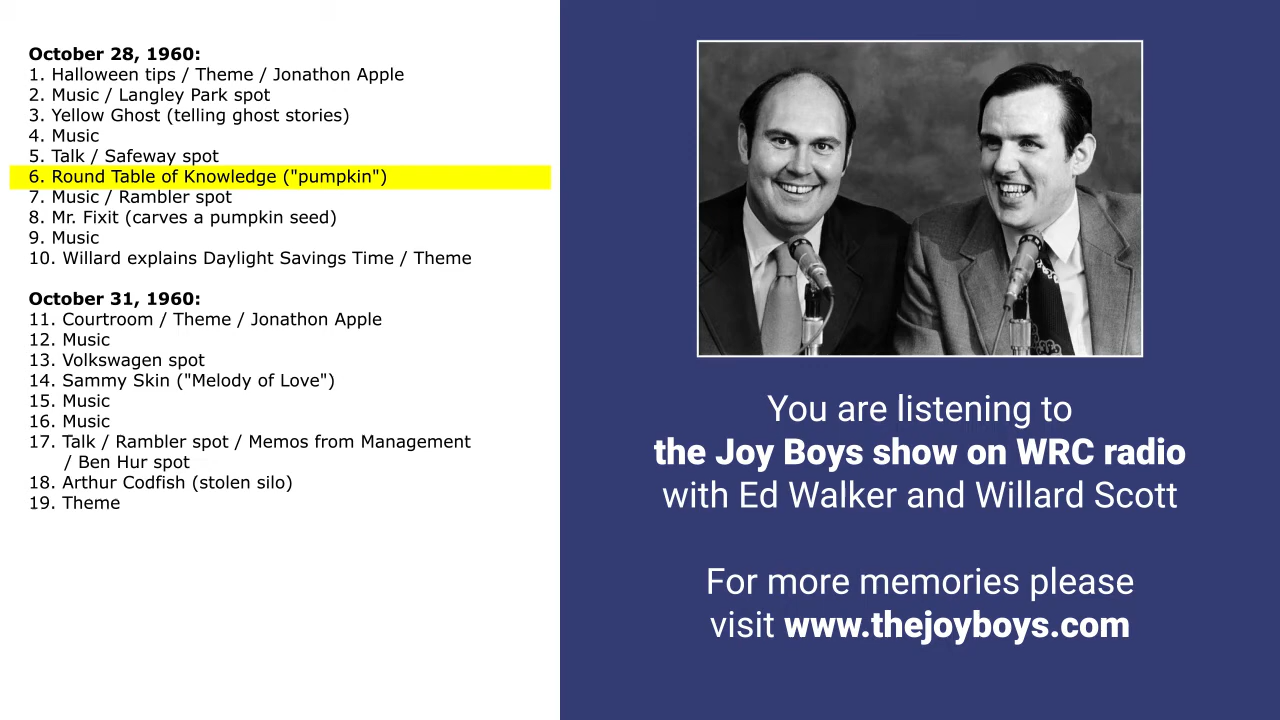 October 28, 1960:
1. Halloween tips / Theme / Jonathon Apple
2. Music / Langley Park spot
3. Yellow Ghost (telling ghost stories)
4. Music
5. Talk / Safeway spot
6. Round Table of Knowledge ("pumpkin")
7. Music / Rambler spot
8. Mr. Fixit (carves a pumpkin seed)
9. Music
10. Willard explains Daylight Savings Time / Theme
October 31, 1960:
11. Courtroom / Theme / Jonathon Apple
12. Music
13. Volkswagen spot
14. Sammy Skin ("Melody of Love")
15. Music
16. Music
17. Talk / Rambler spot / Memos from Management
/ Ben Hur spot
18. Arthur Codfish (stolen silo)
19. Theme
You are listening to
the Joy Boys show on WRC radio
with Ed Walker and Willard Scott
For more memories please
visit www.thejoyboys.com